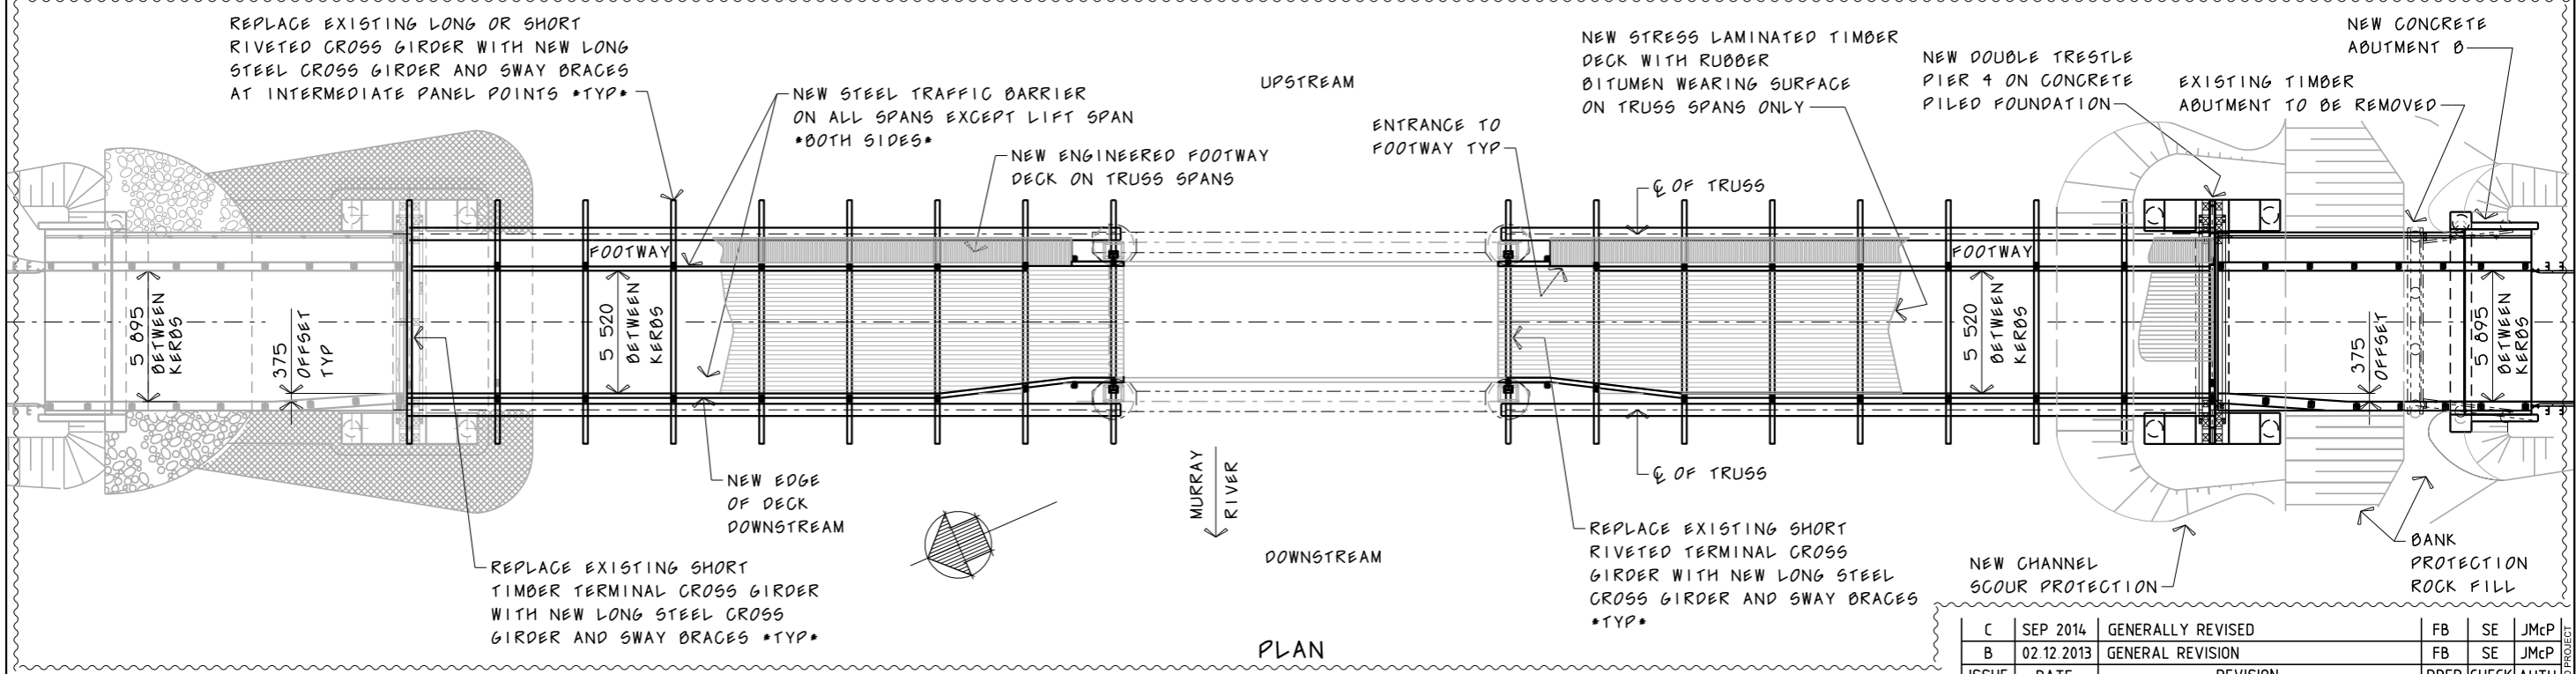 REPLACE EXISTING LONG OR SHORT
RIVETED CROSS GIRDER WITH NEW LONG
STEEL CROSS GIRDER AND SWAY BRACES
AT INTERMEDIATE PANEL POINTS *TYP*
NEW STEEL TRAFFIC BARRIER
ON ALL SPANS EXCEPT LIFT SPAN
*BOTH SIDES*
NEW ENGINEERED FOOTWAY
DECK ON TRUSS SPANS
UPSTREAM
ENTRANCE TO
FOOTWAY TYP
NEW STRESS LAMINATED TIMBER
DECK WITH RUBBER
BITUMEN WEARING SURFACE
ON TRUSS SPANS ONLY
NEW DOUBLE TRESTLE
PIER 4 ON CONCRETE
PILED FOUNDATION
NEW CONCRETE
ABUTMENT B
EXISTING TIMBER
ABUTMENT TO BE REMOVED
℄ OF TRUSS
FOOTWAY
FOOTWAY
5 895
BETWEEN
KERBS
375
OFFSET
TYP
5 520
BETWEEN
KERBS
5 520
BETWEEN
KERBS
375
OFFSET
5 895
BETWEEN
KERBS
℄ OF TRUSS
NEW EDGE
OF DECK
DOWNSTREAM
MURRAY
RIVER
DOWNSTREAM
REPLACE EXISTING SHORT
TIMBER TERMINAL CROSS GIRDER
WITH NEW LONG STEEL CROSS
GIRDER AND SWAY BRACES *TYP*
REPLACE EXISTING SHORT
RIVETED TERMINAL CROSS
GIRDER WITH NEW LONG STEEL
CROSS GIRDER AND SWAY BRACES
*TYP*
NEW CHANNEL
SCOUR PROTECTION
BANK
PROTECTION
ROCK FILL
PLAN
C SEP 2014 GENERALLY REVISED FB SE JMcP
B 02.12.2013 GENERAL REVISION FB SE JMcP
ISSUE DATE REVISION PREP CHECK AUTH
PROJECT